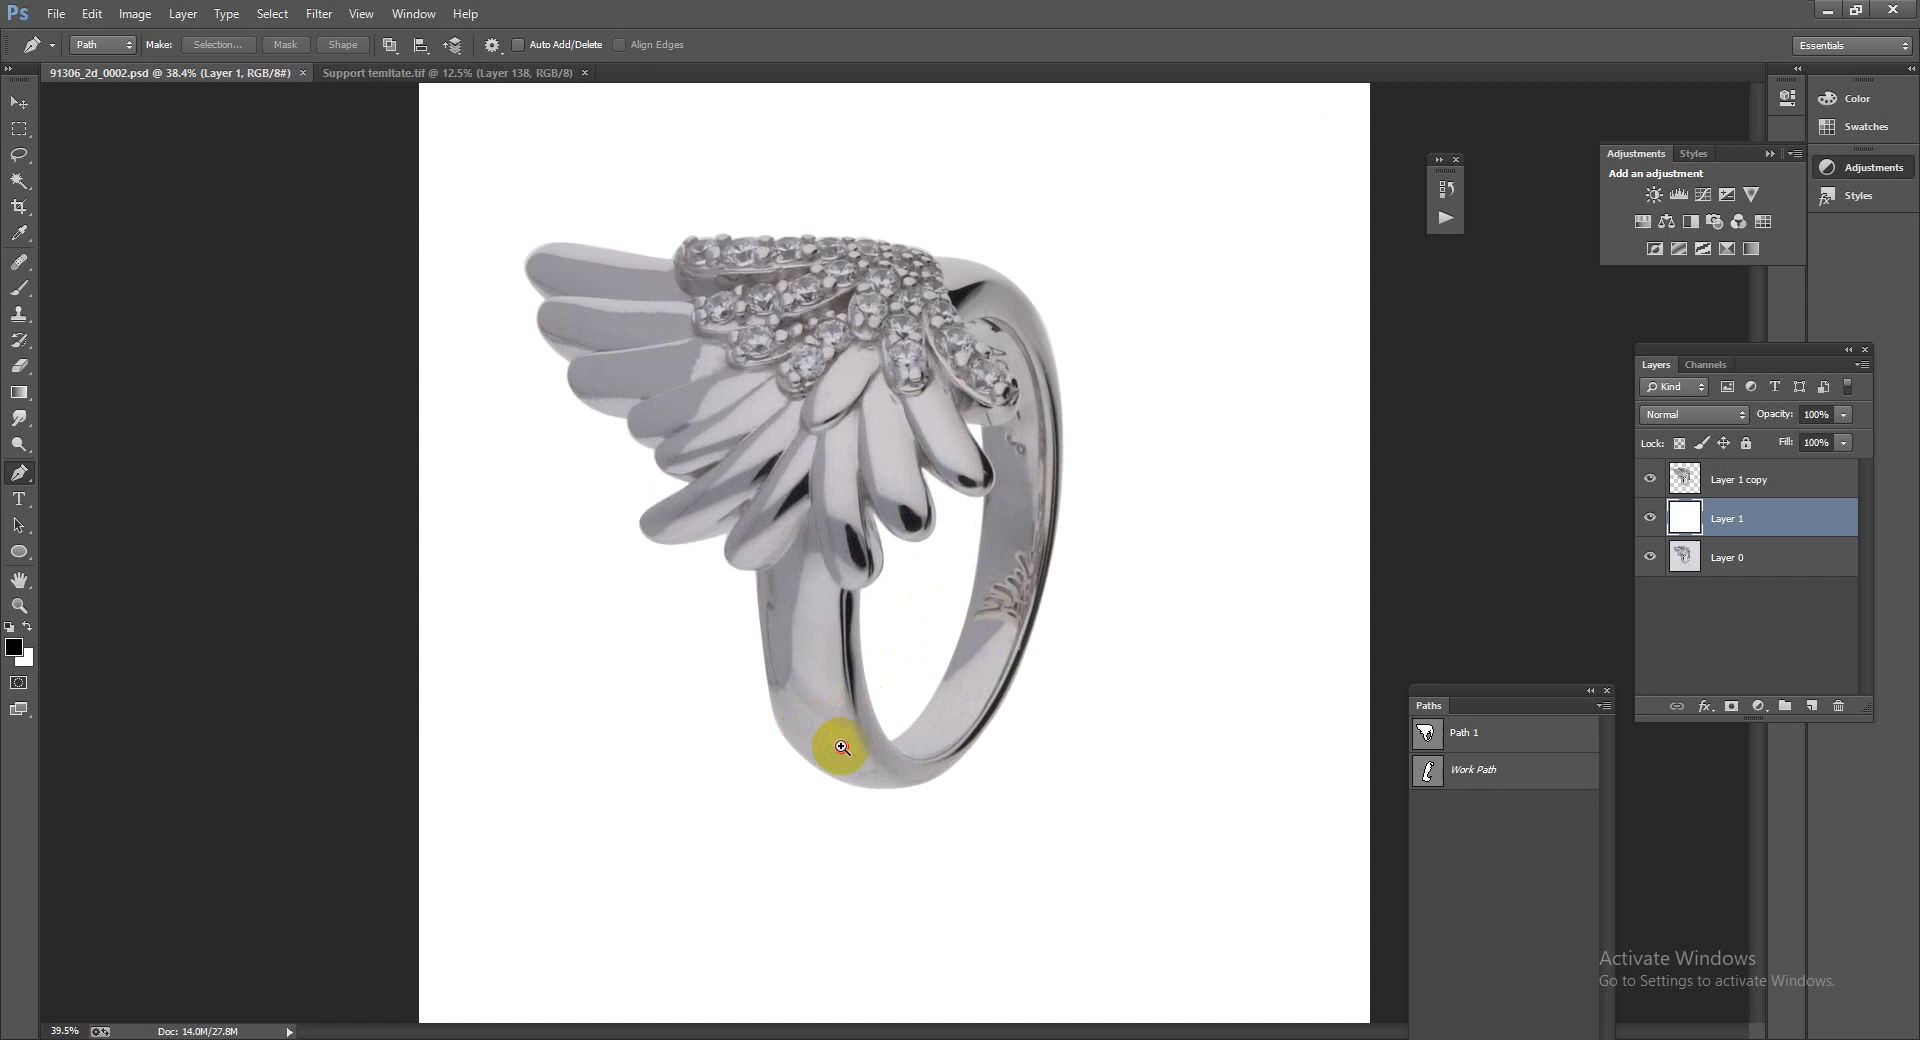 Ps File Edit Image Layer Type Select Filter Extract View Window Help
Path Make: Selection... Mask Shape Auto Add/Delete Align Edges Essentials
91306_2d_0002.psd @ 38.4% (Layer 1, RGB/8#) × Support temltate.tif @ 12.5% (Layer 138, RGB/8) ×
Color
Swatches
Adjustments
Styles
Adjustments Styles
Add an adjustment
Layers Channels
Kind
Normal Opacity: 100%
Lock: Fill: 100%
Layer 1 copy
Layer 1
Layer 0
Paths
Path 1
Work Path
Activate Windows
Go to Settings to activate Windows.
39.5% Doc: 14.0M/27.8M